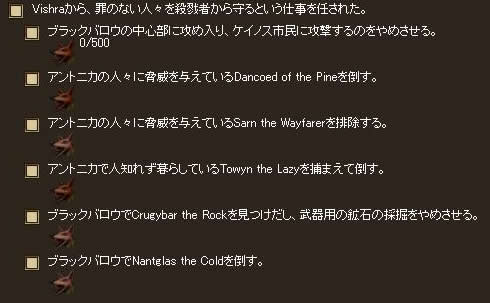 Vishraから、罪のない人々を殺戮者から守るという仕事を任された。
ブラックバロウの中心部に攻め入り、ケイノス市民に攻撃するのをやめさせる。
0/500
アントニカの人々に脅威を与えているDancoed of the Pineを倒す。
アントニカの人々に脅威を与えているSarn the Wayfarerを排除する。
アントニカで人知れず暮らしているTowyn the Lazyを捕まえて倒す。
ブラックバロウでCrugybar the Rockを見つけだし、武器用の鉱石の採掘をやめさせる。
ブラックバロウでNantglas the Coldを倒す。